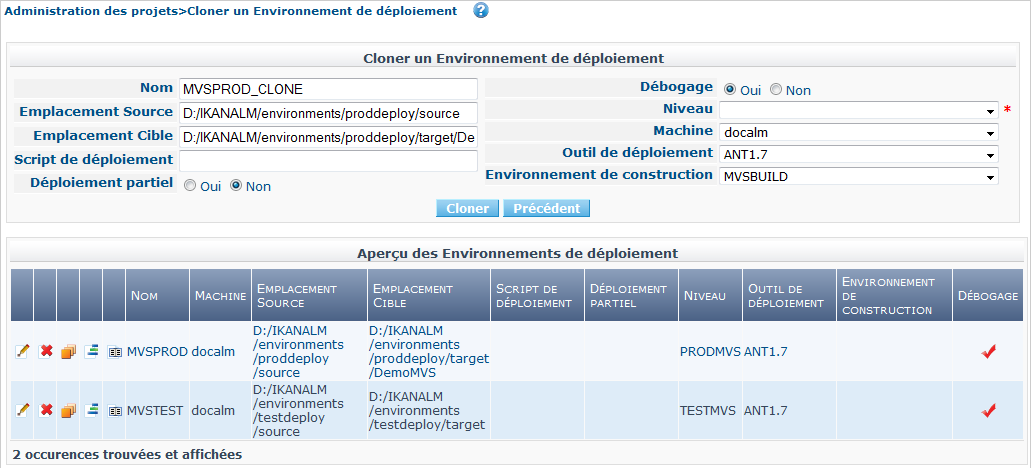 Administration des projets>Cloner un Environnement de déploiement ?
Cloner un Environnement de déploiement
Nom MVSPROD_CLONE
Emplacement Source D:/IKANALM/environments/proddeploy/source
Emplacement Cible D:/IKANALM/environments/proddeploy/target/De
Script de déploiement
Déploiement partiel Oui Non
Débogage Oui Non
Niveau *
Machine docalm
Outil de déploiement ANT1.7
Environnement de construction MVSBUILD
Cloner Précédent
Aperçu des Environnements de déploiement
Nom Machine Emplacement Source Emplacement Cible Script de déploiement Déploiement partiel Niveau Outil de déploiement Environnement de construction Débogage
MVSPROD docalm D:/IKANALM/environments/proddeploy/source D:/IKANALM/environments/proddeploy/target/DemoMVS PRODMVS ANT1.7
MVSTEST docalm D:/IKANALM/environments/testdeploy/source D:/IKANALM/environments/testdeploy/target TESTMVS ANT1.7
2 occurences trouvées et affichées